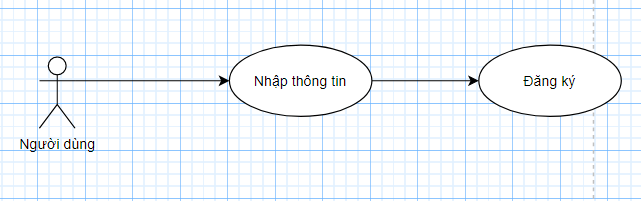 Nhập thông tin
Đăng ký
Người dùng